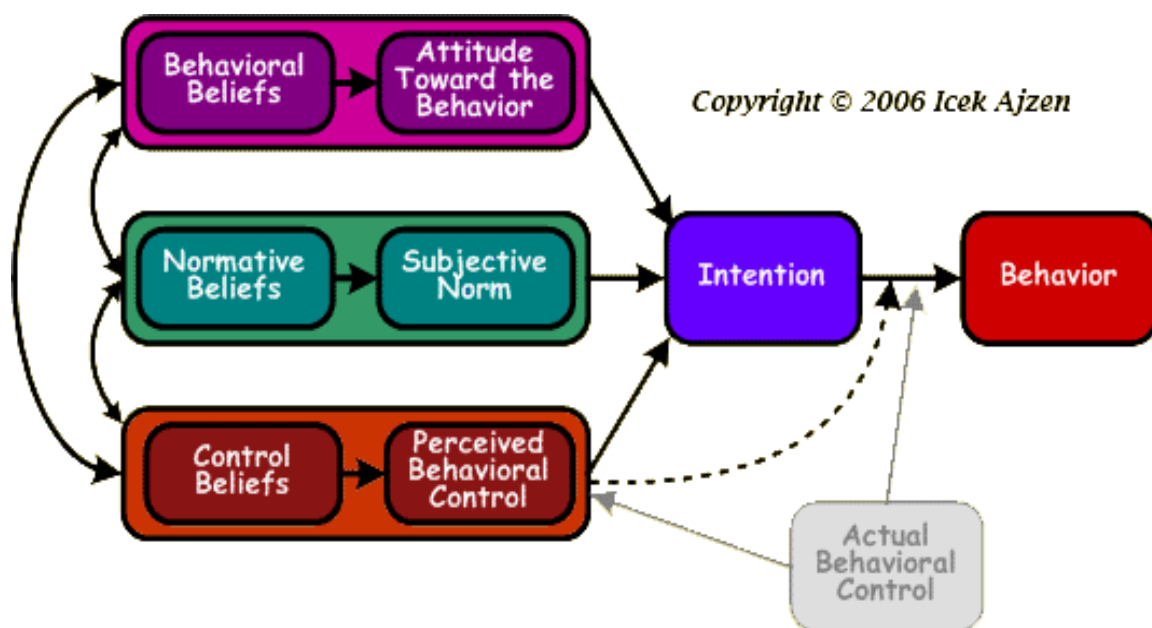 Behavioral
Beliefs
Attitude
Toward the
Behavior
Copyright © 2006 Icek Ajzen
Normative
Beliefs
Subjective
Norm
Intention
Behavior
Control
Beliefs
Perceived
Behavioral
Control
Actual
Behavioral
Control